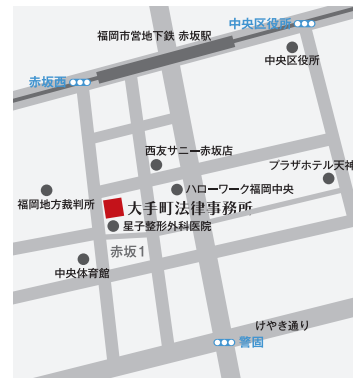 中央区役所
福岡市営地下鉄 赤坂駅
中央区役所
赤坂西
西友サニー赤坂店
プラザホテル天神
ハローワーク福岡中央
福岡地方裁判所
大手町法律事務所
星子整形外科医院
赤坂1
中央体育館
けやき通り
警固